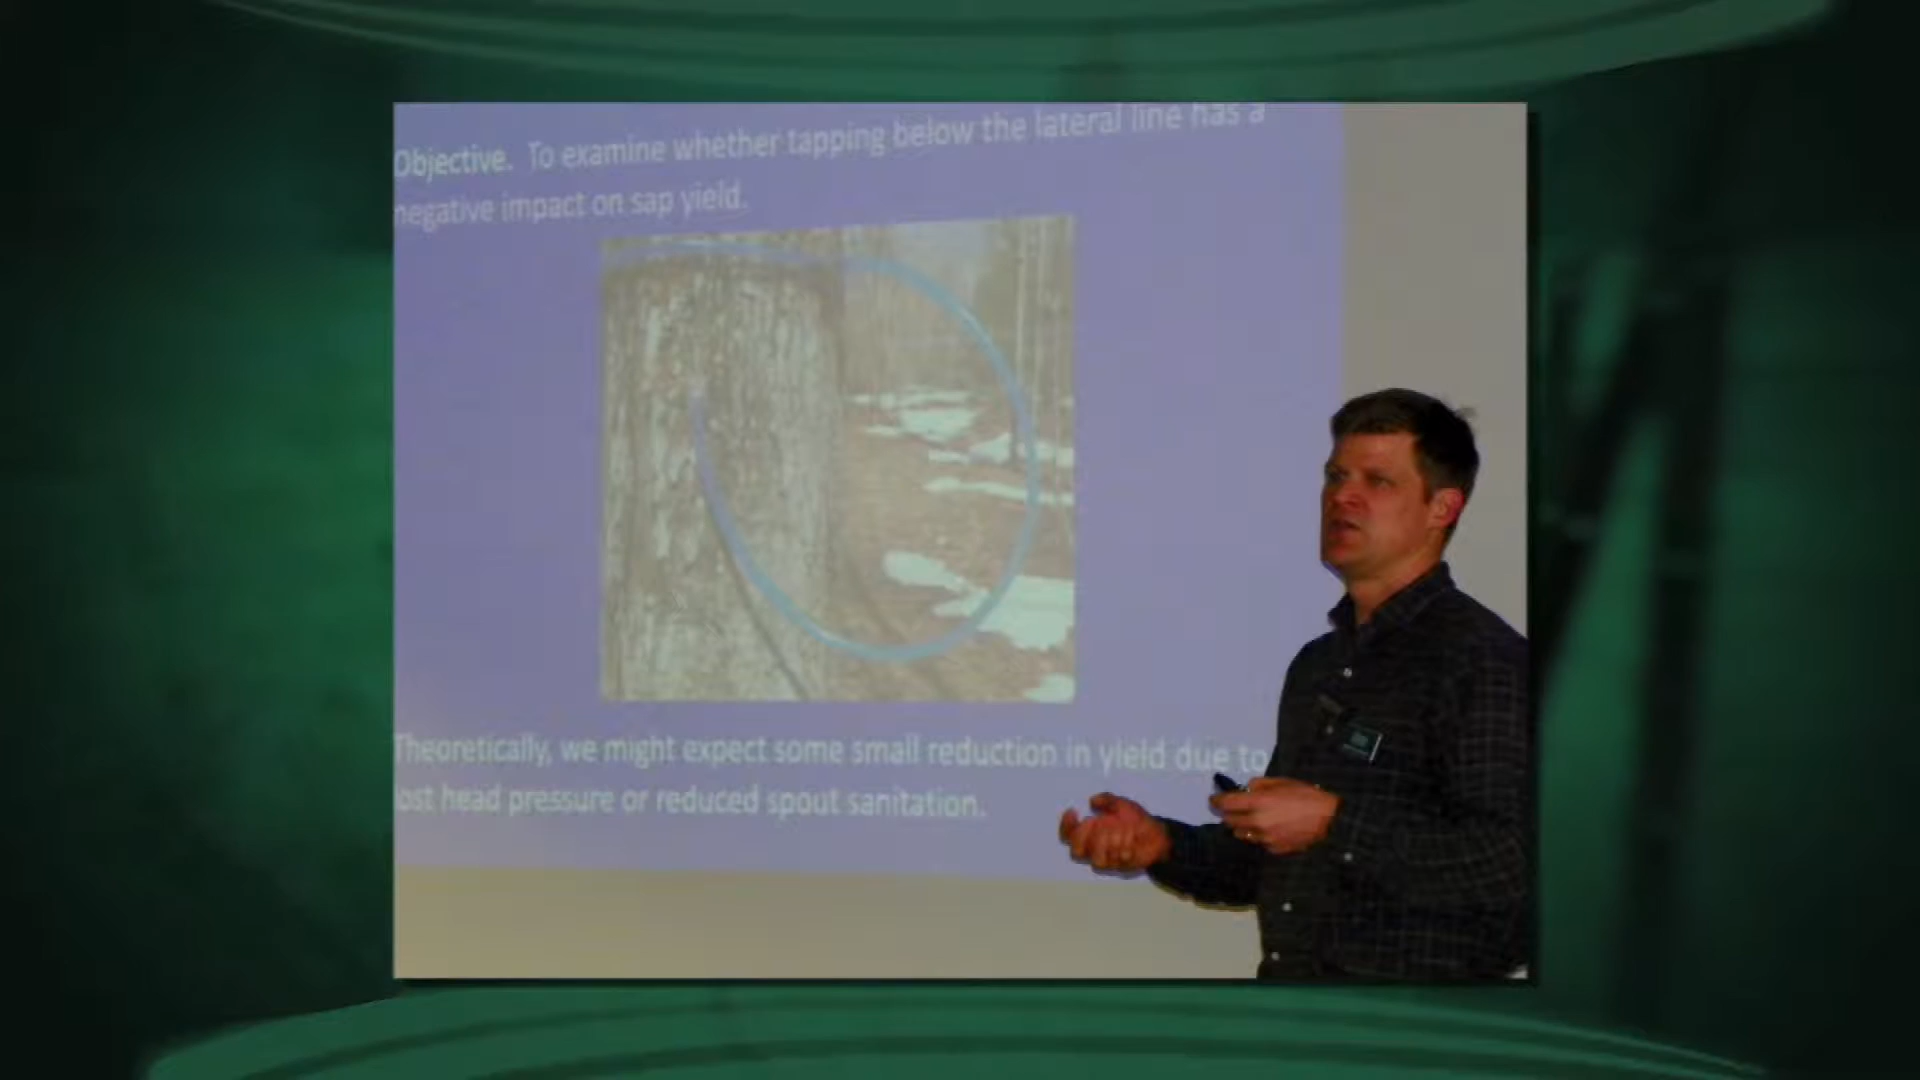 Objective. To examine whether tapping below the lateral line has a
negative impact on sap yield.
Theoretically, we might expect some small reduction in yield due to
lost head pressure or reduced spout sanitation.